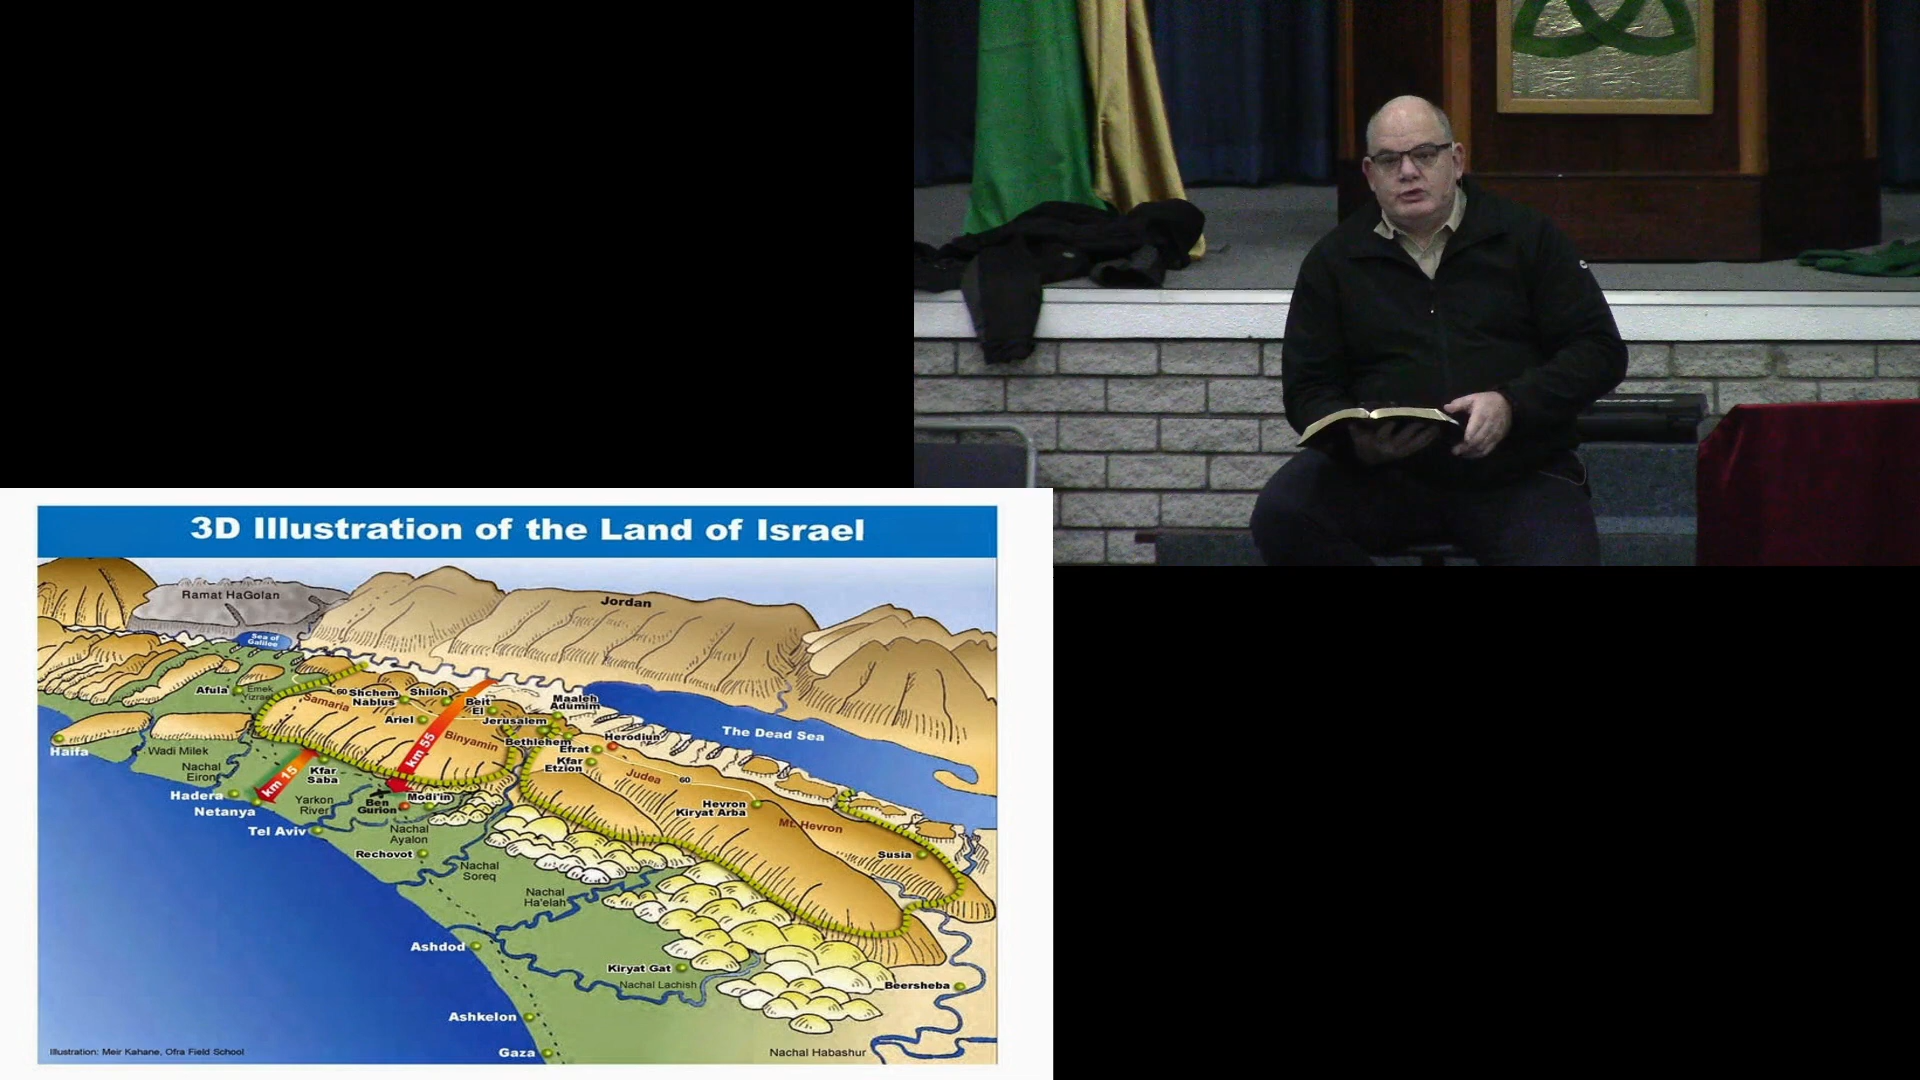 3D Illustration of the Land of Israel
Ramat HaGolan
Jordan
Sea of
Galilee
Afula
Emek
Yizrael
60
Shchem
Nablus
Shiloh
Samaria
Ariel
Beit
El
Maaleh
Adumim
Jerusalem
The Dead Sea
Binyamin
Bethlehem
Efrat
Herodiun
Kfar
Etzion
Judea
60
Haifa
Wadi Milek
Nachal
Eiron
km 15
Kfar
Saba
km 55
Hadera
Netanya
Yarkon
River
Ben
Gurion
Modi'in
Hevron
Kiryat Arba
Mt. Hevron
Tel Aviv
Nachal
Ayalon
Rechovot
Nachal
Soreq
Susia
Nachal
Ha'elah
Ashdod
Kiryat Gat
Nachal Lachish
Beersheba
Ashkelon
Gaza
Nachal Habashur
Illustration: Meir Kahane, Ofra Field School